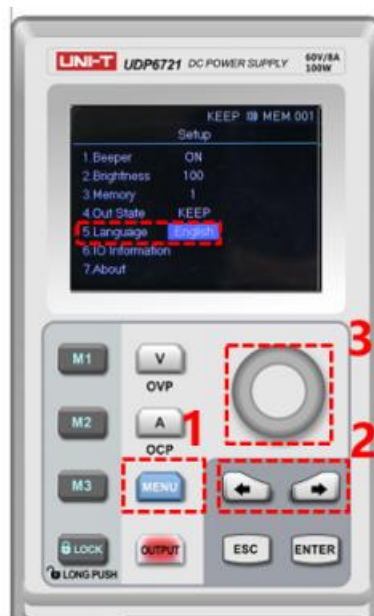 UNI-T UDP6721 DC POWER SUPPLY 60V/8A 100W
KEEP MEM.001
Setup
1.Beeper ON
2.Brightness 100
3.Memory 1
4.Out State KEEP
5.Language English
6.IO Information
7.About
M1 V
OVP
M2 A
OCP
M3 MENU
LOCK OUTPUT ESC ENTER
LONG PUSH
1
2
3